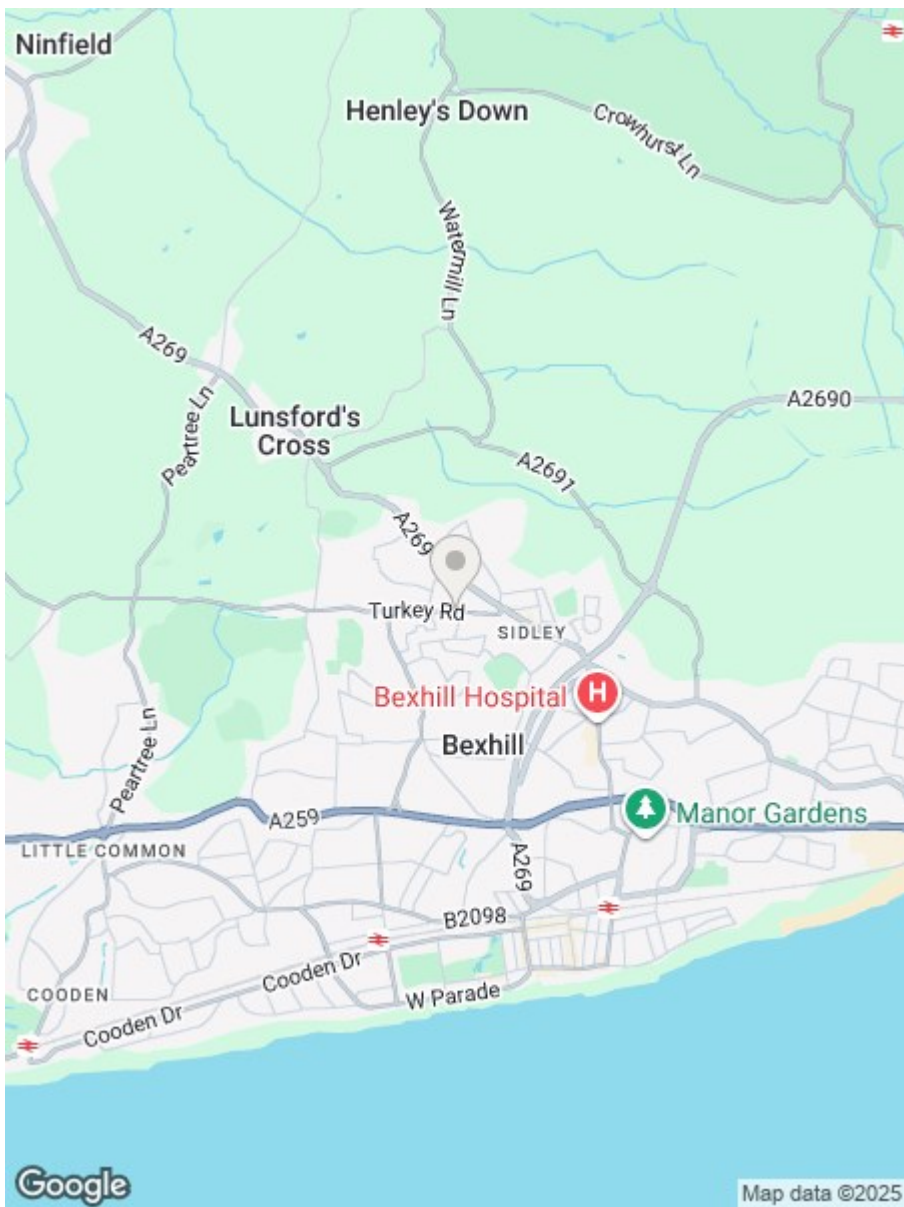 Ninfield
Henley's Down
Crowhurst Ln
Watermill Ln
A269
A2690
Peartree Ln
Lunsford's
Cross
A2691
A269
Turkey Rd
SIDLEY
H
Bexhill Hospital
Peartree Ln
Bexhill
Manor Gardens
A259
LITTLE COMMON
A269
B2098
Cooden Dr
COODEN
W Parade
Cooden Dr
Google
Map data ©2025